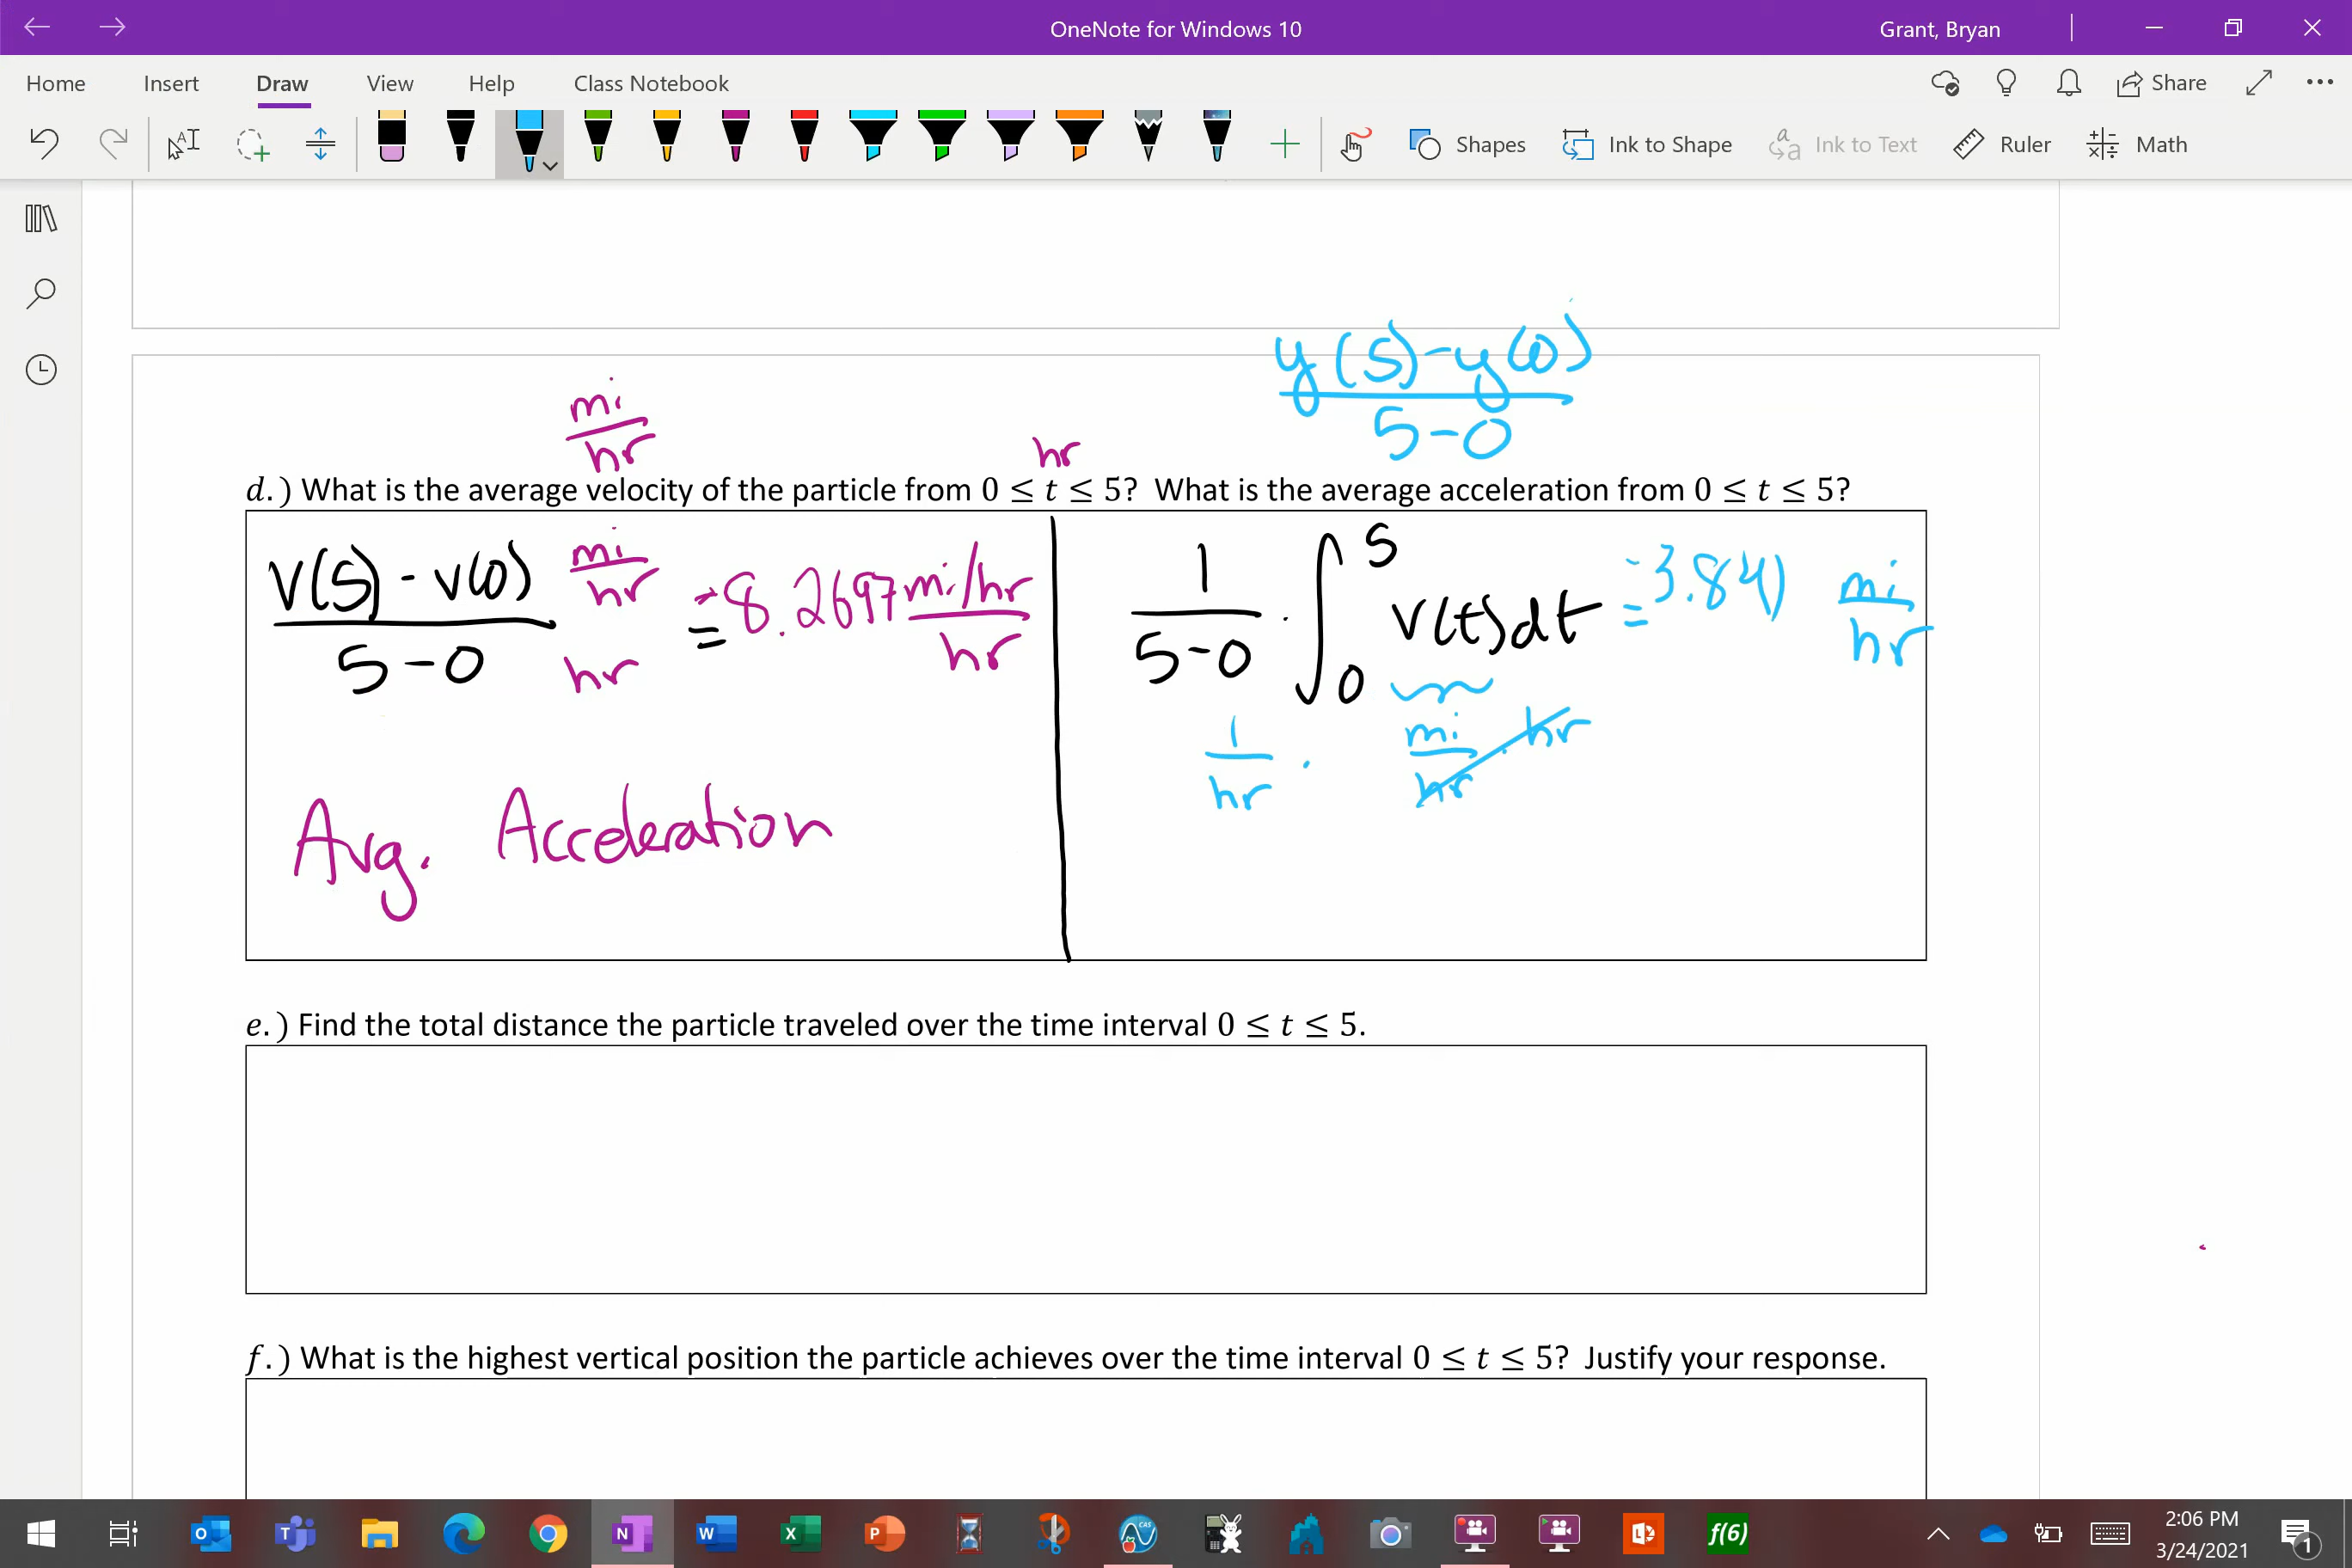 OneNote for Windows 10
Grant, Bryan
Home Insert Draw View Help Class Notebook Share
Shapes Ink to Shape Ink to Text Ruler Math
y(5)-y(0)
5-0
mi
hr
hr
d.) What is the average velocity of the particle from 0 ≤ t ≤ 5? What is the average acceleration from 0 ≤ t ≤ 5?
v(5) - v(0) mi
5-0 hr
hr
= 8.2697 mi/hr
hr
1
5-0
· ∫ 5 0 v(t)dt = 3.841 mi
hr
1
hr
· mi
hr
· hr
Avg. Acceleration
e.) Find the total distance the particle traveled over the time interval 0 ≤ t ≤ 5.
f.) What is the highest vertical position the particle achieves over the time interval 0 ≤ t ≤ 5? Justify your response.
f(6)
2:06 PM
3/24/2021
1